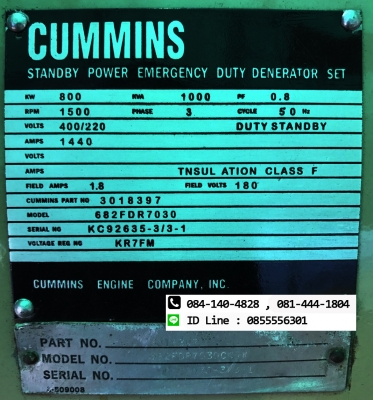 CUMMINS
STANDBY POWER EMERGENCY DUTY DENERATOR SET
KW 800 KVA 1000 PF 0.8
RPM 1500 PHASE 3 CYCLE 50 Hz
VOLTS 400/220 DUTY STANDBY
AMPS 1440
VOLTS
AMPS TNSUL ATION CLASS F
FIELD AMPS 1.8 FIELD VOLTS 180
CUMMINS PART NO 3018397
MODEL 682FDR7030
SERIAL NO KC92635-3/3-1
VOLTAGE REG NO KR7FM
CUMMINS ENGINE COMPANY, INC.
084-140-4828 , 081-444-1804
LINE ID Line : 0855556301
PART NO.
MODEL NO.
SERIAL NO.
A-509008